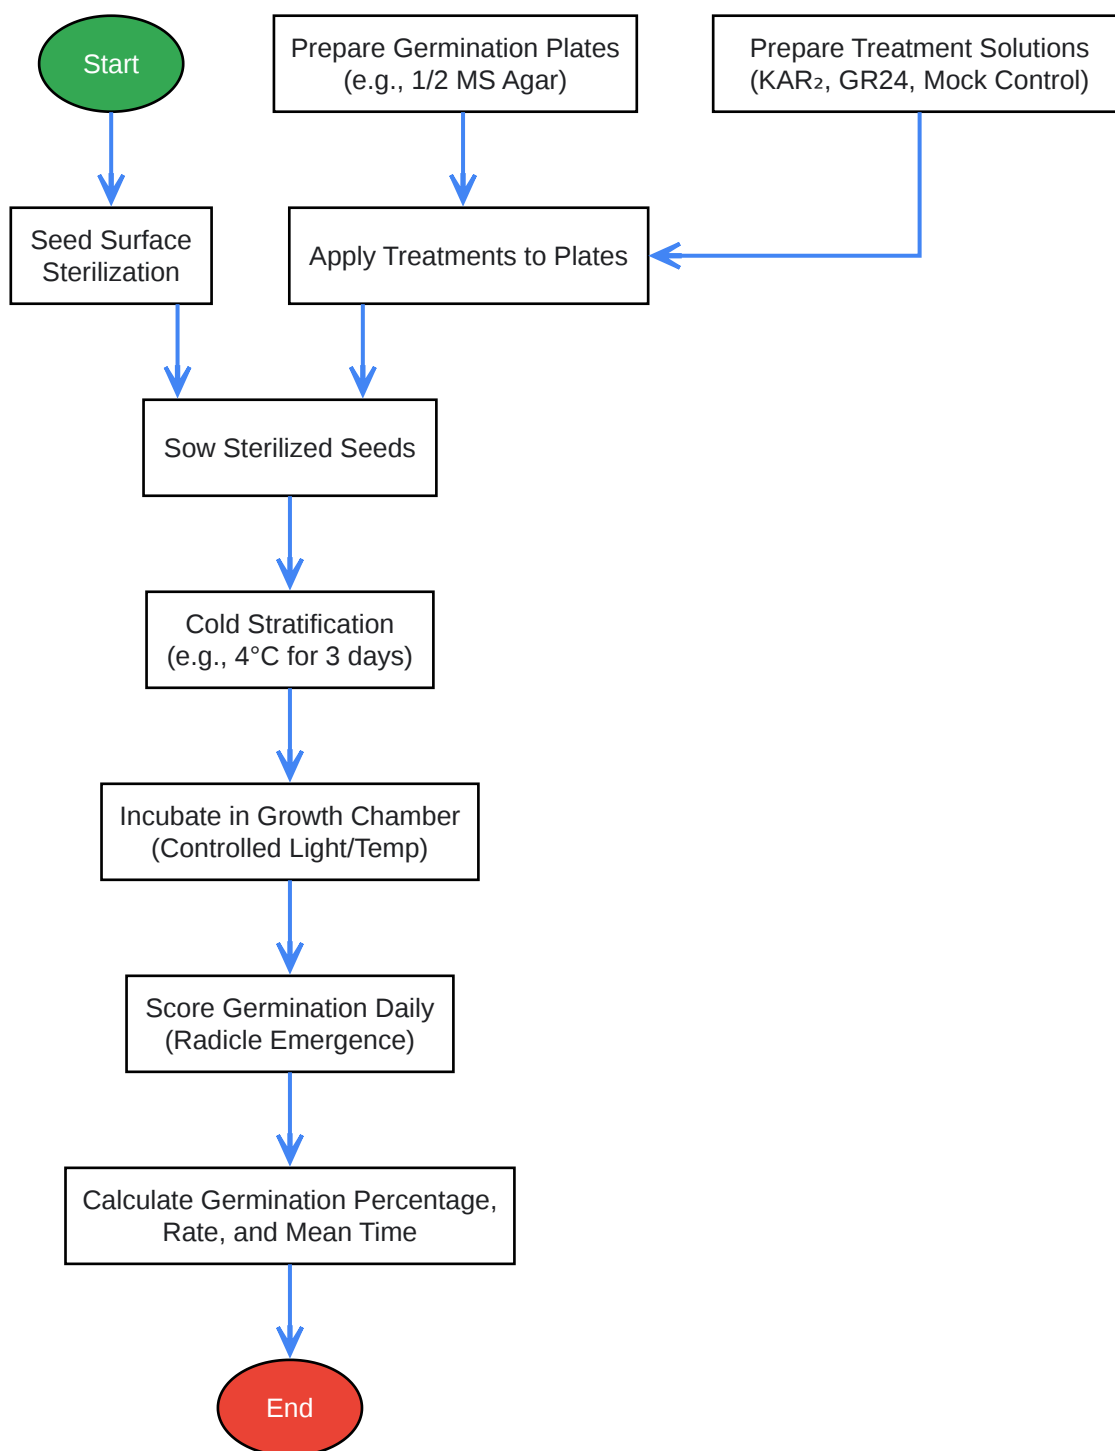 Start
Prepare Germination Plates
(e.g., 1/2 MS Agar)
Prepare Treatment Solutions
(KAR₂, GR24, Mock Control)
Seed Surface
Sterilization
Apply Treatments to Plates
Sow Sterilized Seeds
Cold Stratification
(e.g., 4°C for 3 days)
Incubate in Growth Chamber
(Controlled Light/Temp)
Score Germination Daily
(Radicle Emergence)
Calculate Germination Percentage,
Rate, and Mean Time
End